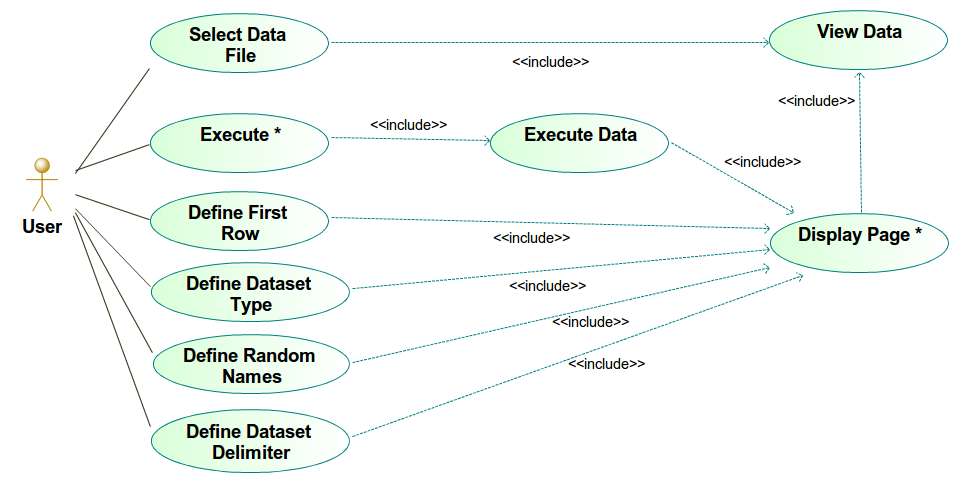 Select Data
File
<<include>>
View Data
<<include>>
Execute *
<<include>>
Execute Data
<<include>>
User
Define First
Row
<<include>>
Display Page *
Define Dataset
Type
<<include>>
Define Random
Names
<<include>>
Define Dataset
Delimiter
<<include>>